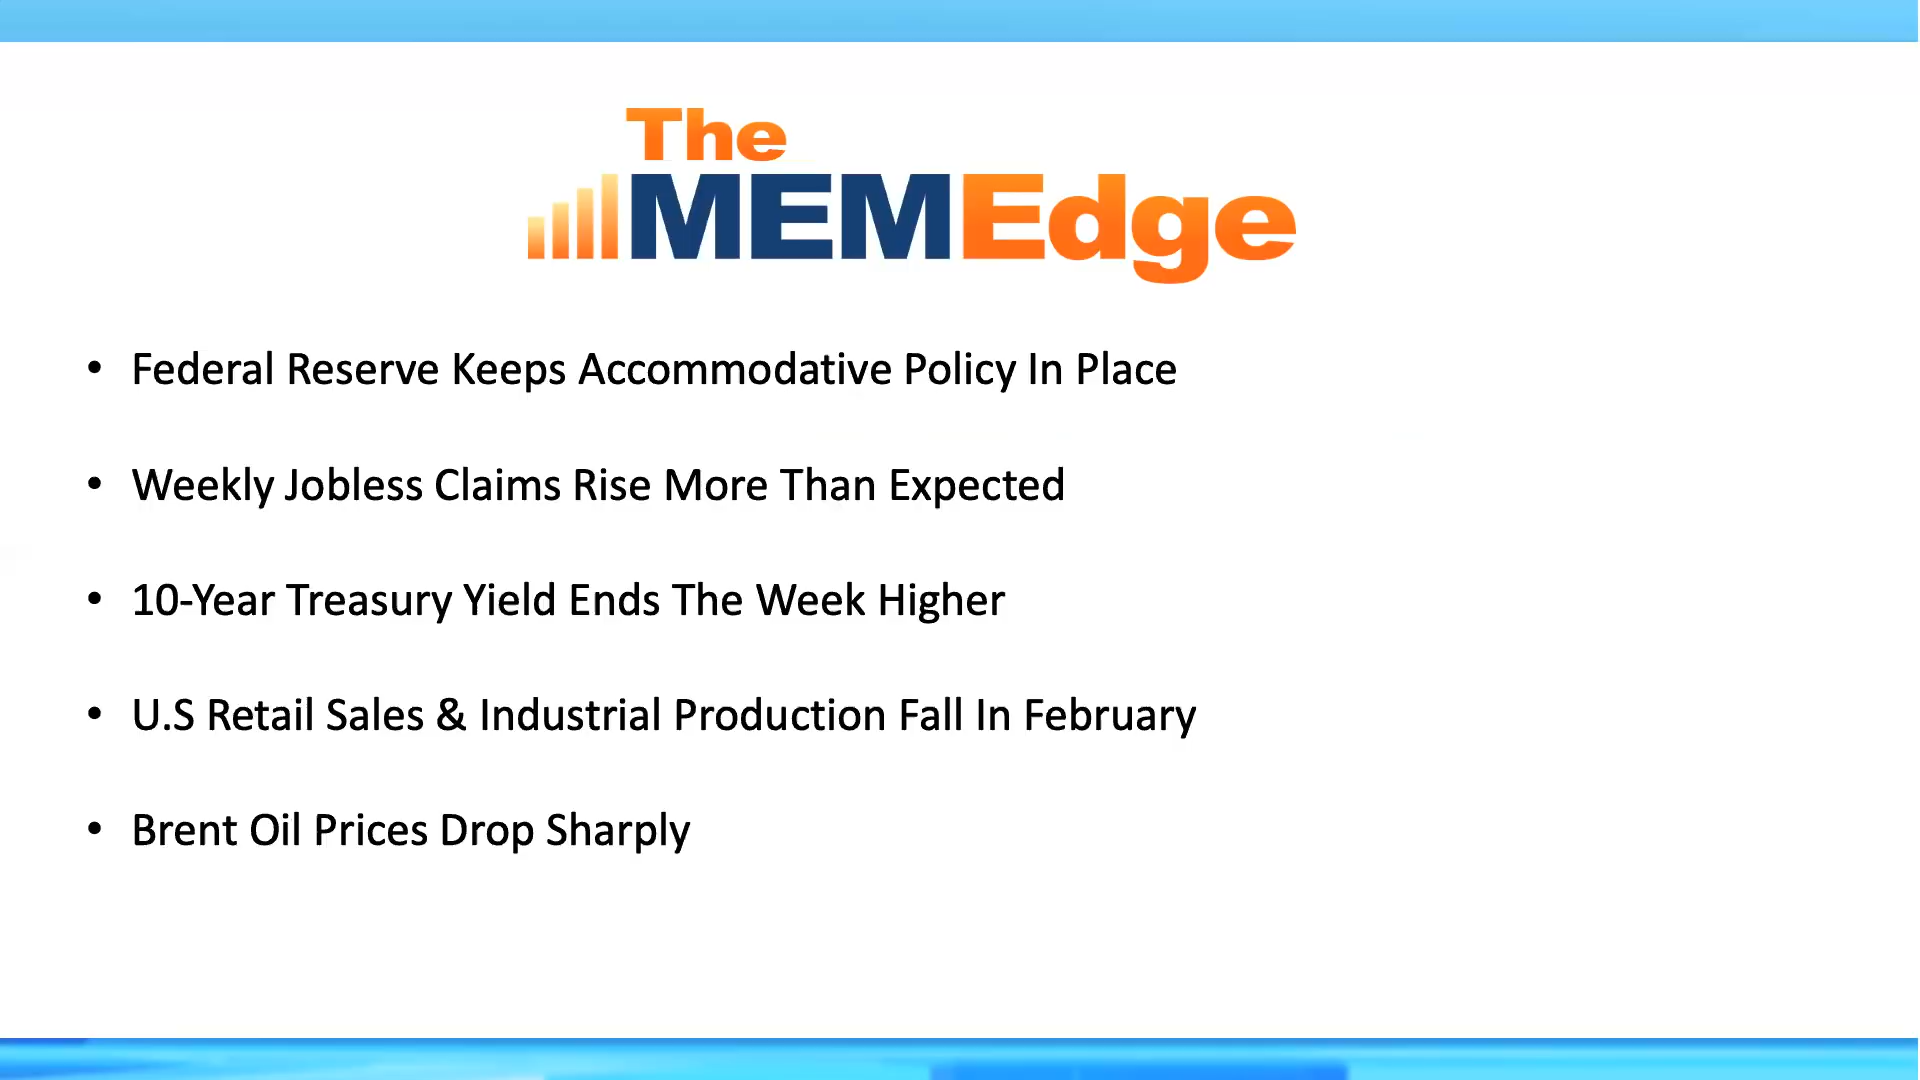 The
MEMEdge
• Federal Reserve Keeps Accommodative Policy In Place
• Weekly Jobless Claims Rise More Than Expected
• 10-Year Treasury Yield Ends The Week Higher
• U.S Retail Sales & Industrial Production Fall In February
• Brent Oil Prices Drop Sharply